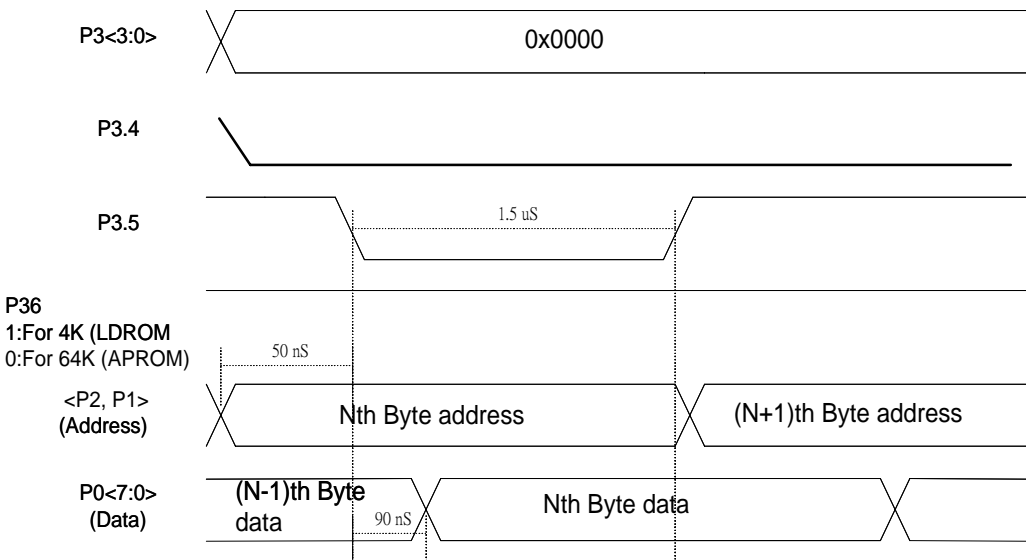 P3<3:0>
0x0000
P3.4
P3.5
1.5 uS
P36
1:For 4K (LDROM
0:For 64K (APROM)
50 nS
<P2, P1>
(Address)
Nth Byte address
(N+1)th Byte address
P0<7:0>
(Data)
(N-1)th Byte
data
90 nS
Nth Byte data